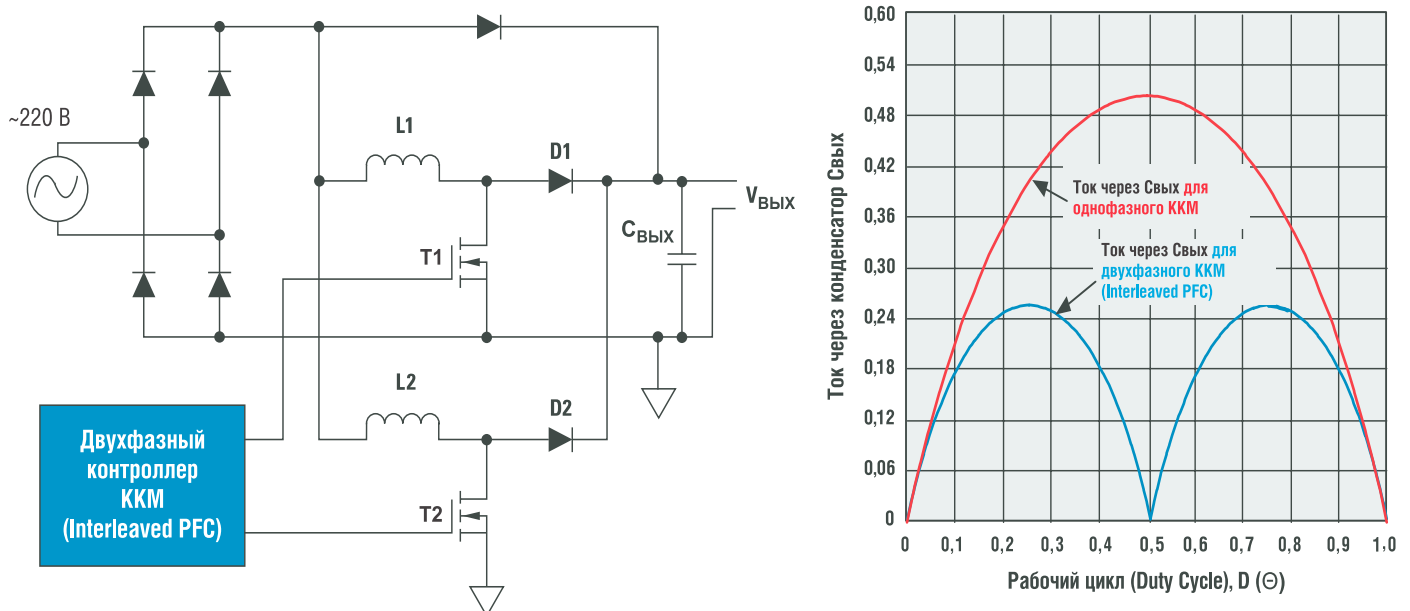 ~220 В
L1
D1
V ВЫХ
C ВЫХ
T1
L2
D2
T2
Двухфазный
контроллер
ККМ
(Interleaved PFC)
Ток через конденсатор Свых
0,60
0,54
0,48
0,42
0,36
0,30
0,24
0,18
0,12
0,06
0
Ток через Свых для
однофазного ККМ
Ток через Свых для
двухфазного ККМ
(Interleaved PFC)
0 0,1 0,2 0,3 0,4 0,5 0,6 0,7 0,8 0,9 1.0
Рабочий цикл (Duty Cycle), D (Θ)